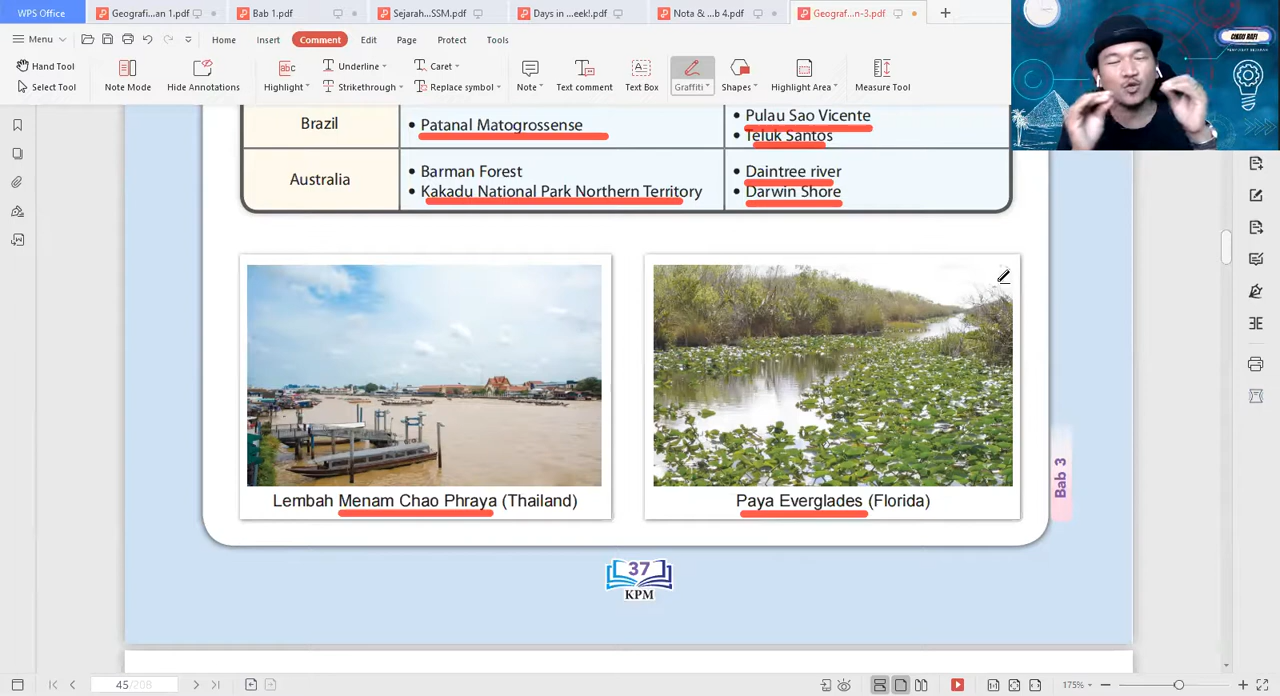 WPS Office
Geografi...an 1.pdf
Bab 1.pdf
Sejarah...SSM.pdf
Days in ...eek!.pdf
Nota & ...b 4.pdf
Geograf...n-3.pdf
Menu
Home
Insert
Comment
Edit
Page
Protect
Tools
Hand Tool
Select Tool
Note Mode
Hide Annotations
Highlight
Underline
Strikethrough
Caret
Replace symbol
Note
Text comment
Text Box
Graffiti
Shapes
Highlight Area
Measure Tool
CIKGU RAFI
Brazil
• Patanal Matogrossense
• Pulau Sao Vicente
• Teluk Santos
Australia
• Barman Forest
• Kakadu National Park Northern Territory
• Daintree river
• Darwin Shore
Lembah Menam Chao Phraya (Thailand)
Paya Everglades (Florida)
Bab 3
37
KPM
45/208
175%